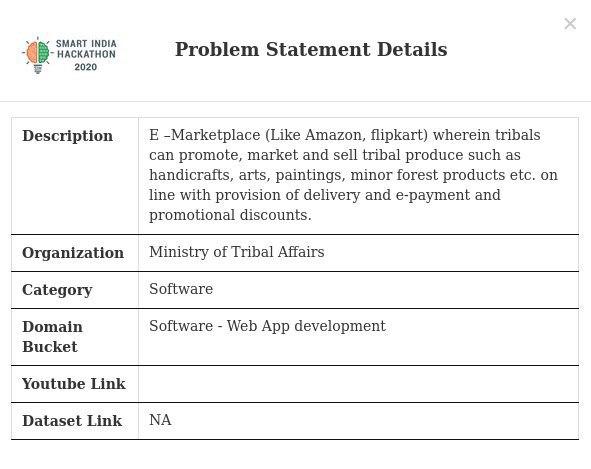 SMART INDIA
HACKATHON
2020
Problem Statement Details
×
Description
E –Marketplace (Like Amazon, flipkart) wherein tribals
can promote, market and sell tribal produce such as
handicrafts, arts, paintings, minor forest products etc. on
line with provision of delivery and e-payment and
promotional discounts.
Organization
Ministry of Tribal Affairs
Category
Software
Domain
Bucket
Software - Web App development
Youtube Link
Dataset Link
NA